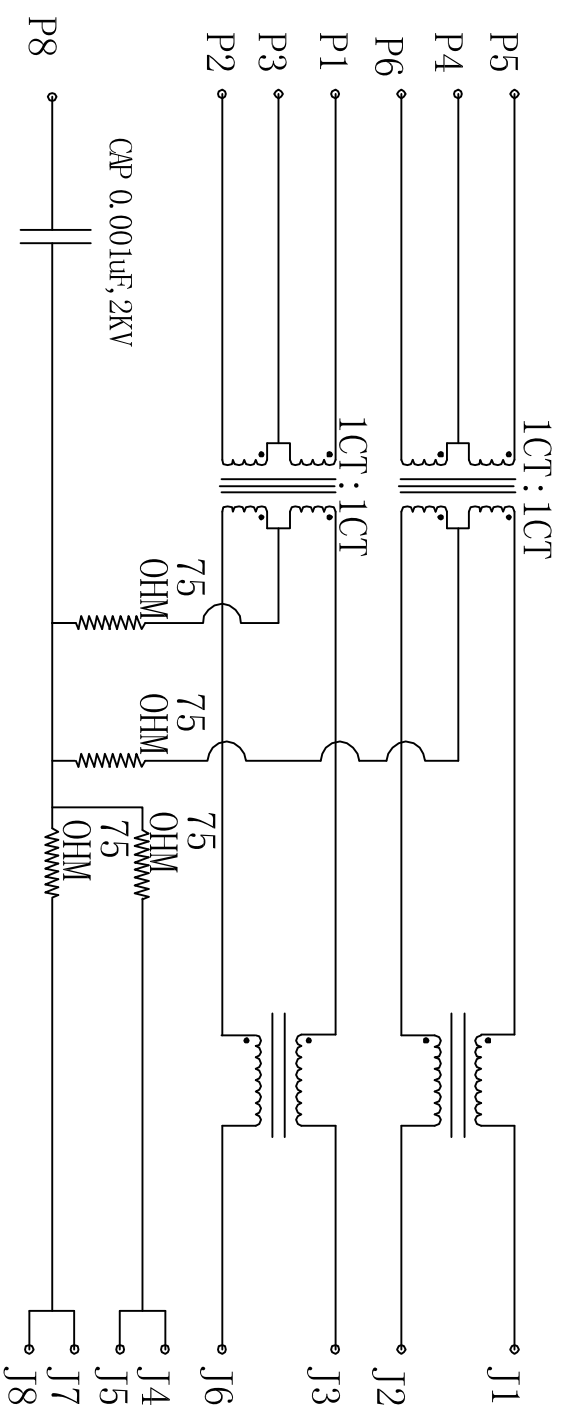 P5
P4
P6
P1
P3
P2
P8
1CT:1CT
1CT:1CT
CAP 0.001uF,2KV
75
OHM
75
OHM
75
OHM
75
OHM
J1
J2
J3
J6
J4
J5
J7
J8